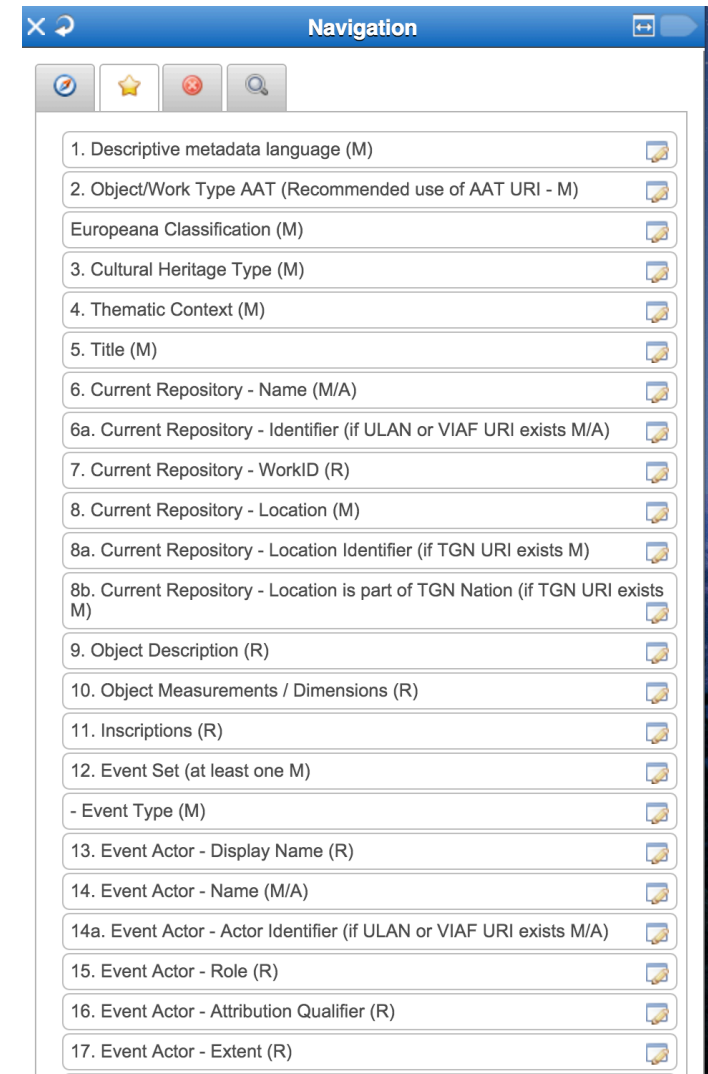 Navigation
1. Descriptive metadata language (M)
2. Object/Work Type AAT (Recommended use of AAT URI - M)
Europeana Classification (M)
3. Cultural Heritage Type (M)
4. Thematic Context (M)
5. Title (M)
6. Current Repository - Name (M/A)
6a. Current Repository - Identifier (if ULAN or VIAF URI exists M/A)
7. Current Repository - WorkID (R)
8. Current Repository - Location (M)
8a. Current Repository - Location Identifier (if TGN URI exists M)
8b. Current Repository - Location is part of TGN Nation (if TGN URI exists
M)
9. Object Description (R)
10. Object Measurements / Dimensions (R)
11. Inscriptions (R)
12. Event Set (at least one M)
- Event Type (M)
13. Event Actor - Display Name (R)
14. Event Actor - Name (M/A)
14a. Event Actor - Actor Identifier (if ULAN or VIAF URI exists M/A)
15. Event Actor - Role (R)
16. Event Actor - Attribution Qualifier (R)
17. Event Actor - Extent (R)